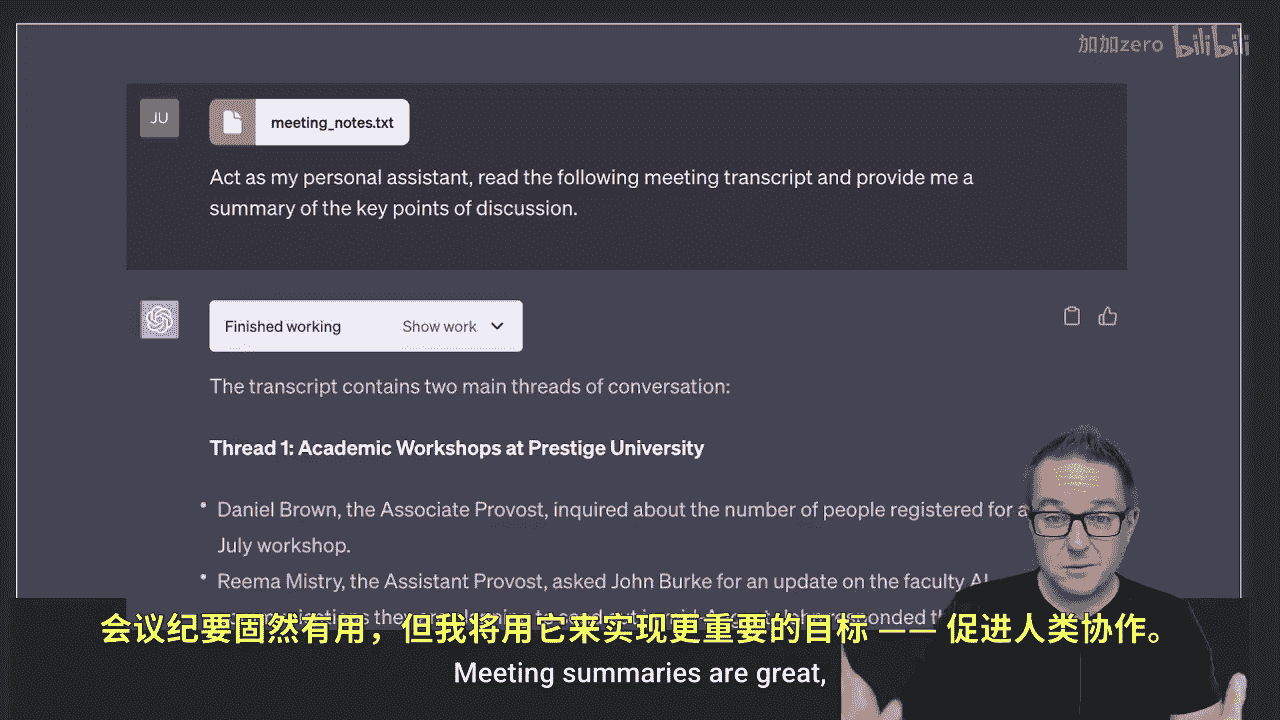 加加zero bilibili
JU
meeting_notes.txt
Act as my personal assistant, read the following meeting transcript and provide me a
summary of the key points of discussion.
Finished working Show work
The transcript contains two main threads of conversation:
Thread 1: Academic Workshops at Prestige University
• Daniel Brown, the Associate Provost, inquired about the number of people registered for a
July workshop.
• Reema Mistry, the Assistant Provost, asked John Burke for an update on the faculty AI
会议纪要固然有用，但我将用它来实现更重要的目标 —— 促进人类协作。
Meeting summaries are great,